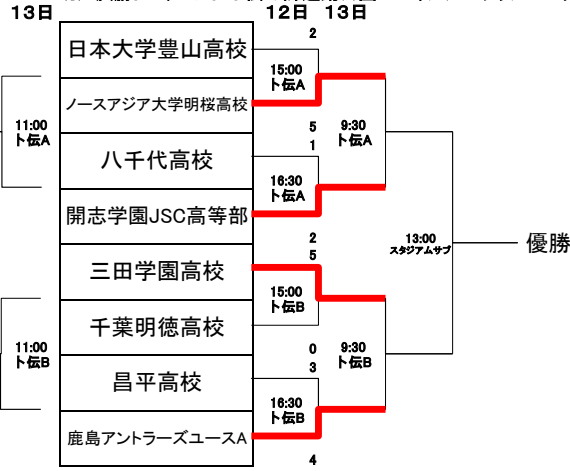 13日
12日 13日
日本大学豊山高校
2
15:00
ト伝A
ノースアジア大学明桜高校
5
11:00
ト伝A
9:30
ト伝A
八千代高校
1
16:30
ト伝A
開志学園JSC高等部
2
13:00
スタジアムサブ
優勝
三田学園高校
5
15:00
ト伝B
千葉明徳高校
0
11:00
ト伝B
9:30
ト伝B
昌平高校
3
16:30
ト伝B
鹿島アントラーズユースA
4